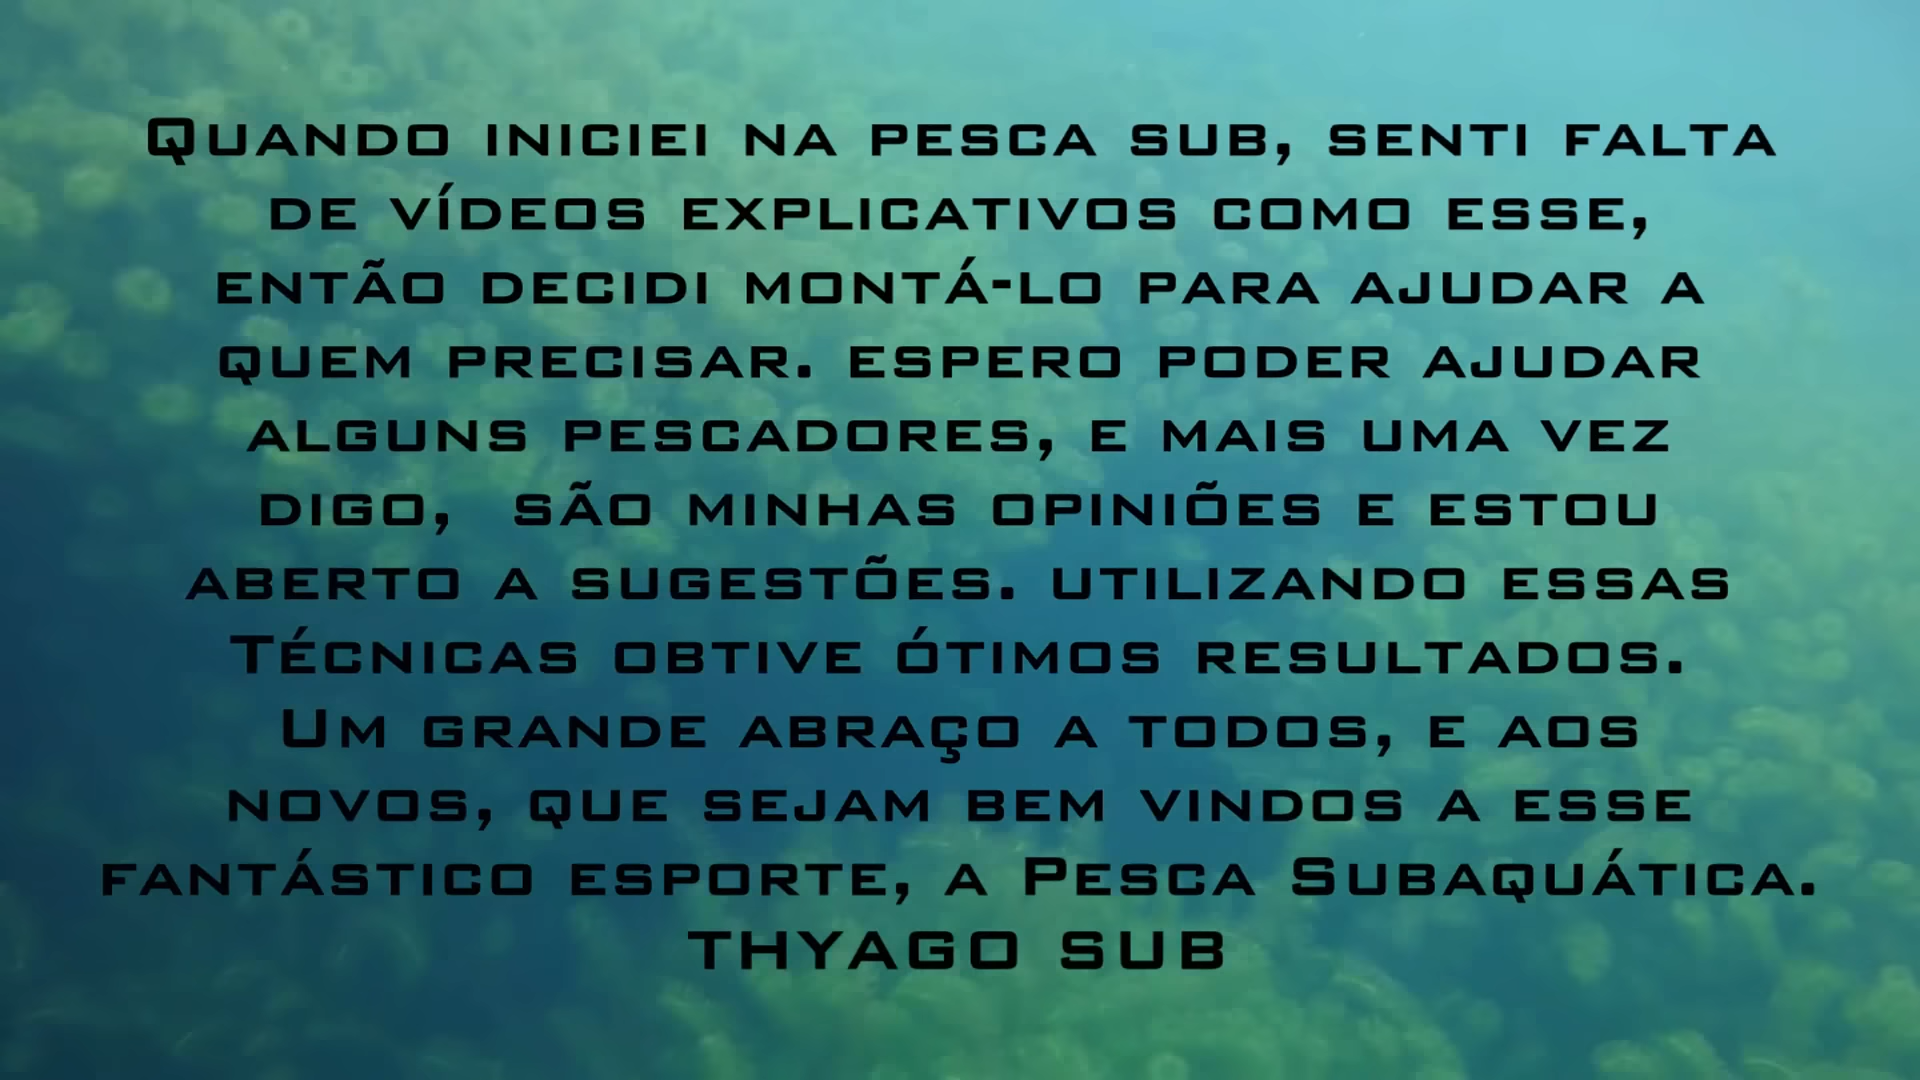 Quando iniciei na pesca sub, senti falta
de vídeos explicativos como esse,
então decidi montá-lo para ajudar a
quem precisar. espero poder ajudar
alguns pescadores, e mais uma vez
digo, são minhas opiniões e estou
aberto a sugestões. utilizando essas
Técnicas obtive ótimos resultados.
Um grande abraço a todos, e aos
novos, que sejam bem vindos a esse
fantástico esporte, a Pesca Subaquática.
THYAGO SUB